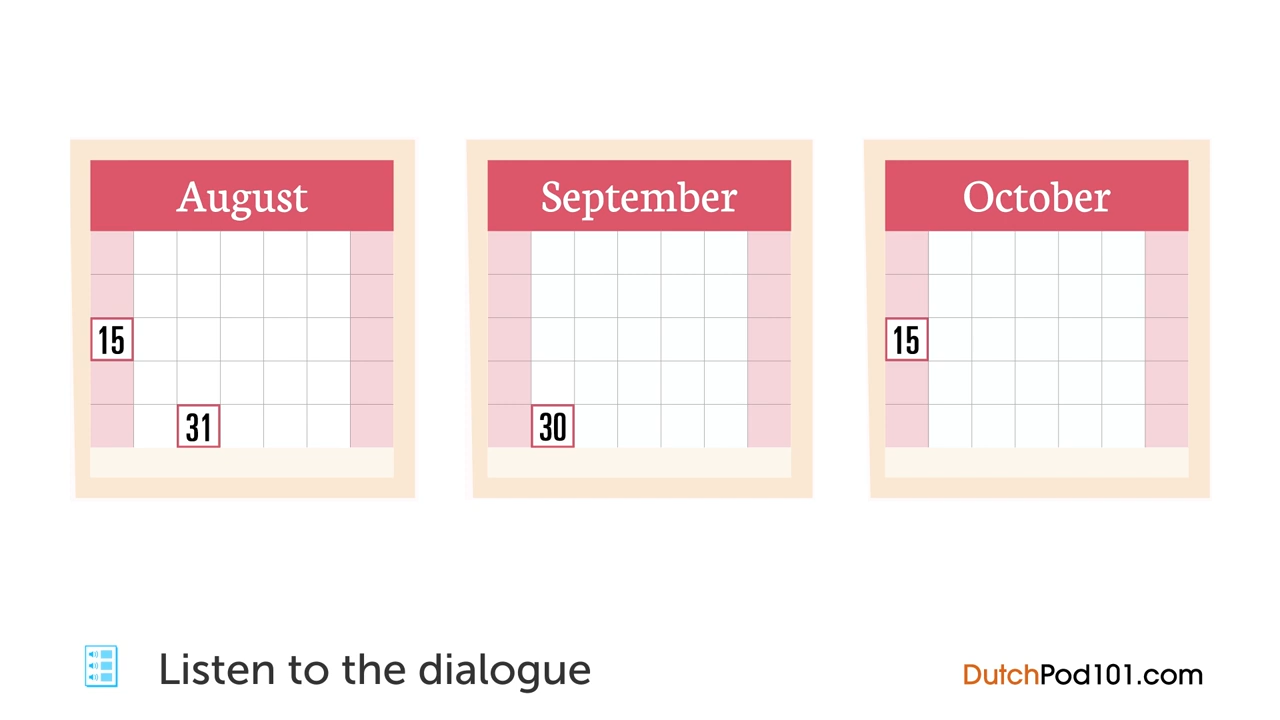 August
September
October
15
15
31
30
Listen to the dialogue
DutchPod101.com